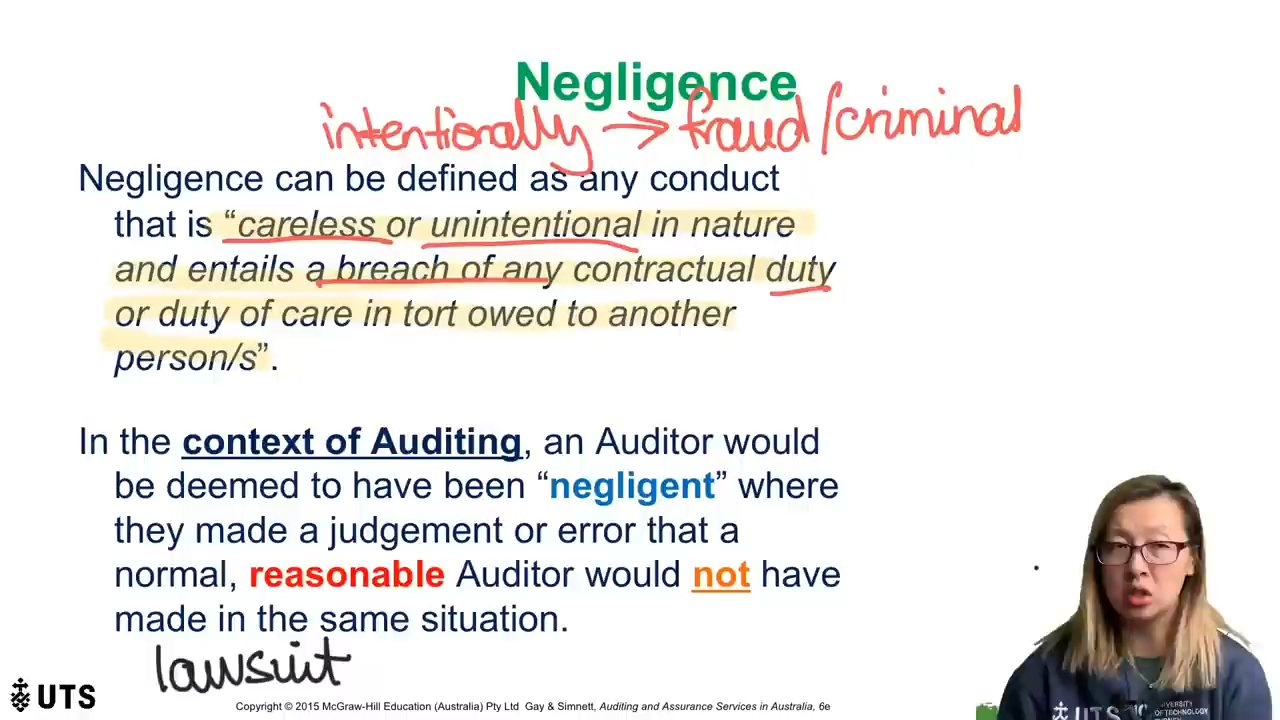 Negligence
intentionally → fraud/criminal
Negligence can be defined as any conduct
that is “careless or unintentional in nature
and entails a breach of any contractual duty
or duty of care in tort owed to another
person/s”.
In the context of Auditing, an Auditor would
be deemed to have been “negligent” where
they made a judgement or error that a
normal, reasonable Auditor would not have
made in the same situation.
lawsuit
UTS
Copyright © 2015 McGraw-Hill Education (Australia) Pty Ltd Gay & Simnett, Auditing and Assurance Services in Australia, 6e
UTS
OF TECHNOLOGY